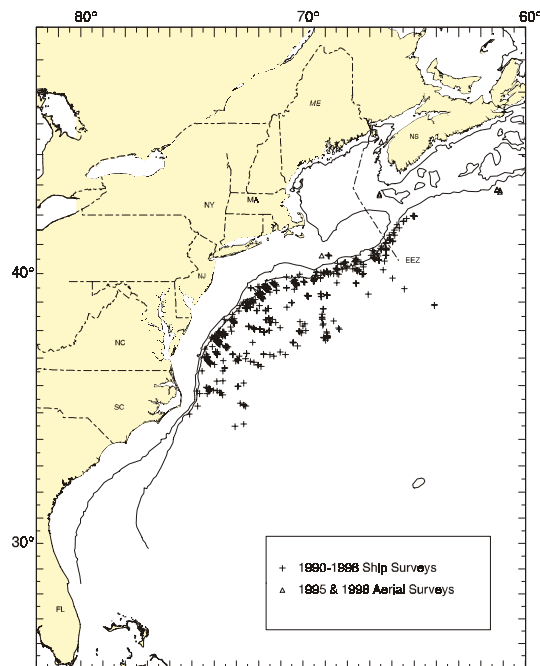 80° 70° 60°
ME
NS
NY MA
EEZ
40° NJ
NC
SC
30°
1990-1998 Ship Surveys
1995 & 1998 Aerial Surveys
FL